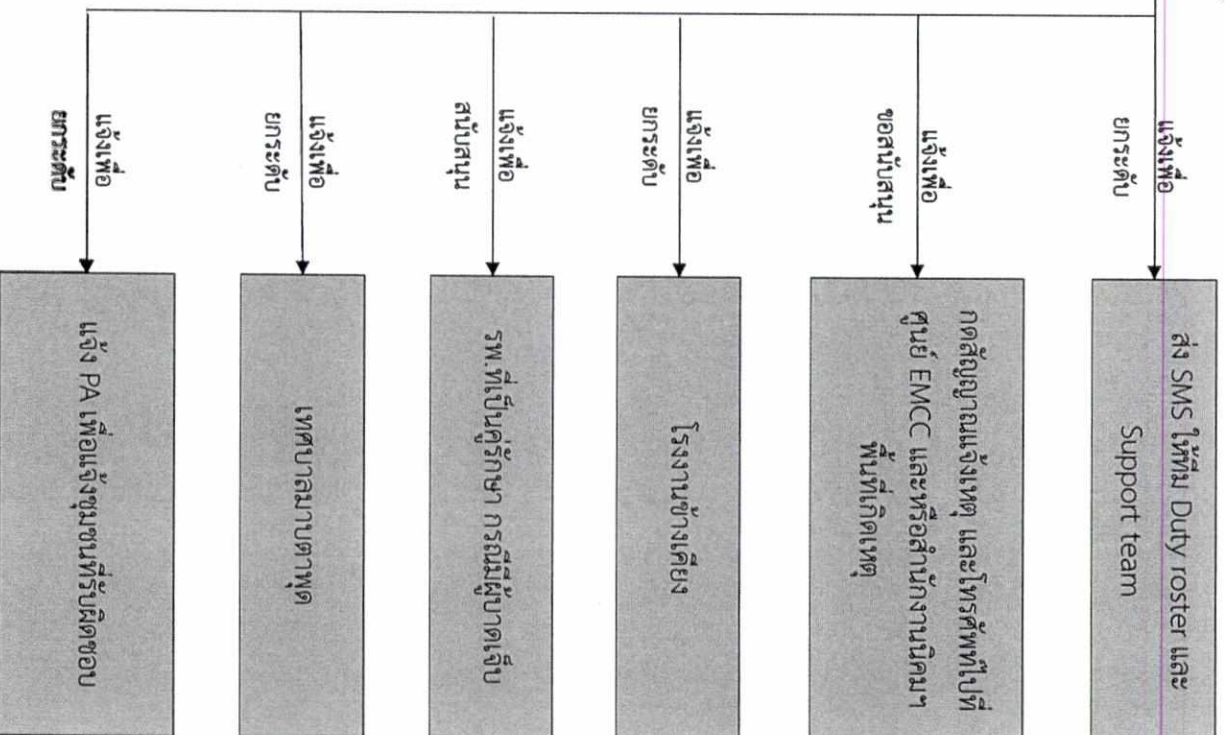 แจ้งเพื่อ
ยกระดับ
ส่ง SMS ให้ทีม Duty roster และ
Support team
แจ้งเพื่อ
ขอสนับสนุน
กดสัญญาณแจ้งเหตุ และโทรศัพท์ไปที่
ศูนย์ EMCC และหรือสำนักงานนิคมฯ
พื้นที่เกิดเหตุ
แจ้งเพื่อ
ยกระดับ
โรงงานข้างเคียง
แจ้งเพื่อ
สนับสนุน
รพ.ที่เป็นคู่รักษา กรณีมีผู้บาดเจ็บ
แจ้งเพื่อ
ยกระดับ
เทศบาลมาบตาพุด
แจ้งเพื่อ
ยกระดับ
แจ้ง PA เพื่อแจ้งชุมชนที่รับผิดชอบ